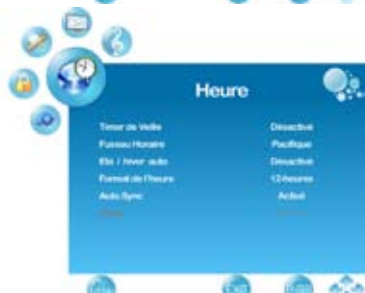 Heure
Timer de Veille Désactivé
Fuseau Horaire Pacifique
Eté / hiver auto Désactivé
Format de l'heure 12-heures
Auto Sync Activé